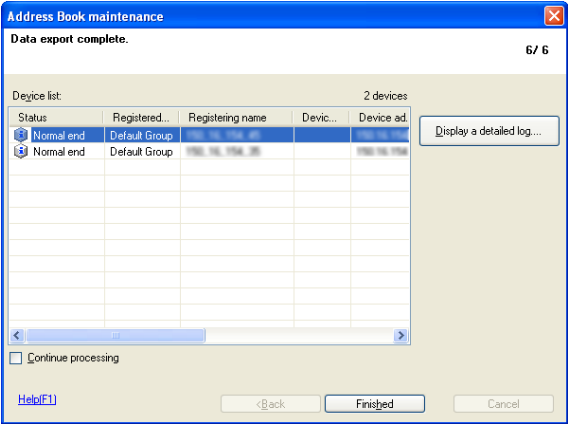 Address Book maintenance
Data export complete.
6/ 6
Device list:
2 devices
Status Registered... Registering name Devic... Device ad.
Normal end Default Group
Normal end Default Group
Display a detailed log....
Continue processing
Help(F1)
<Back
Finished
Cancel